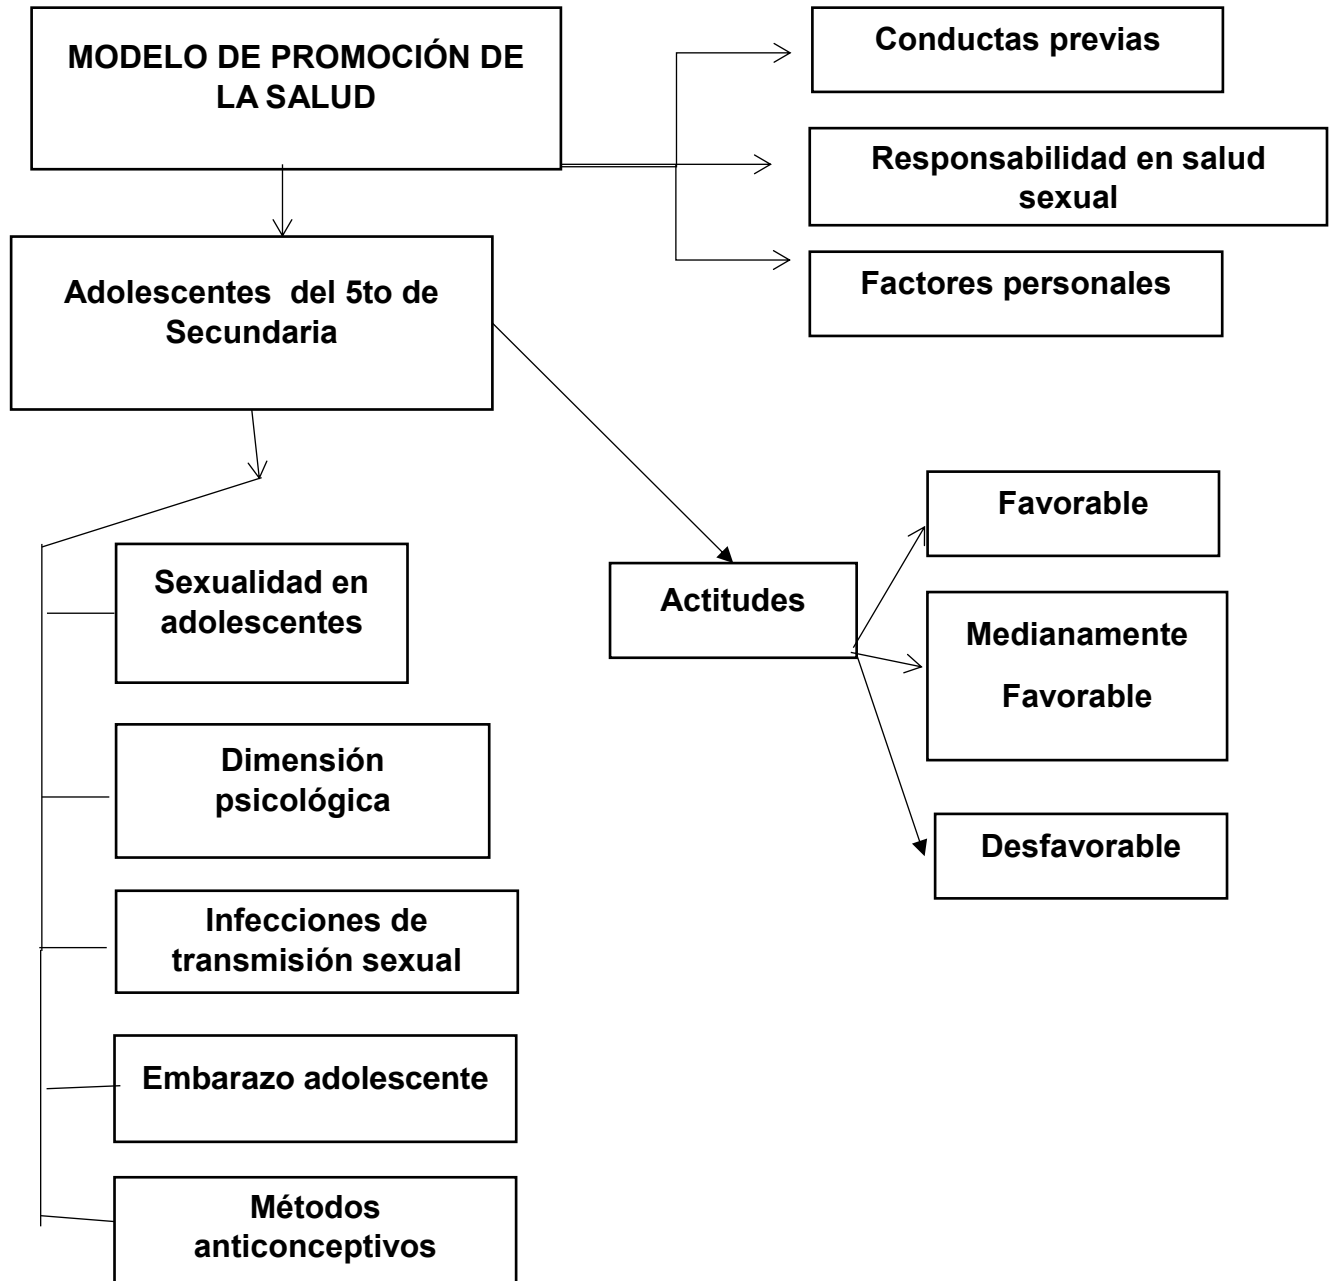 MODELO DE PROMOCIÓN DE
LA SALUD
Conductas previas
Responsabilidad en salud
sexual
Factores personales
Adolescentes  del 5to de
Secundaria
Sexualidad en
adolescentes
Dimensión
psicológica
Infecciones de
transmisión sexual
Embarazo adolescente
Métodos
anticonceptivos
Actitudes
Favorable
Medianamente
Favorable
Desfavorable